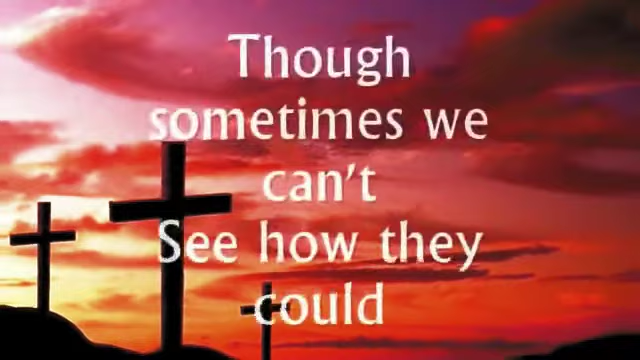 Though
sometimes we
can't
See how they
could